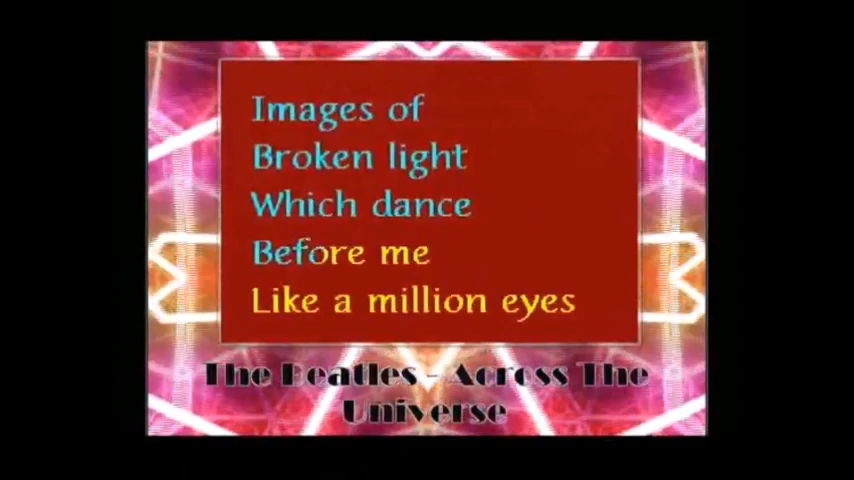 Images of
Broken light
Which dance
Before me
Like a million eyes
The Beatles - Across The
Universe